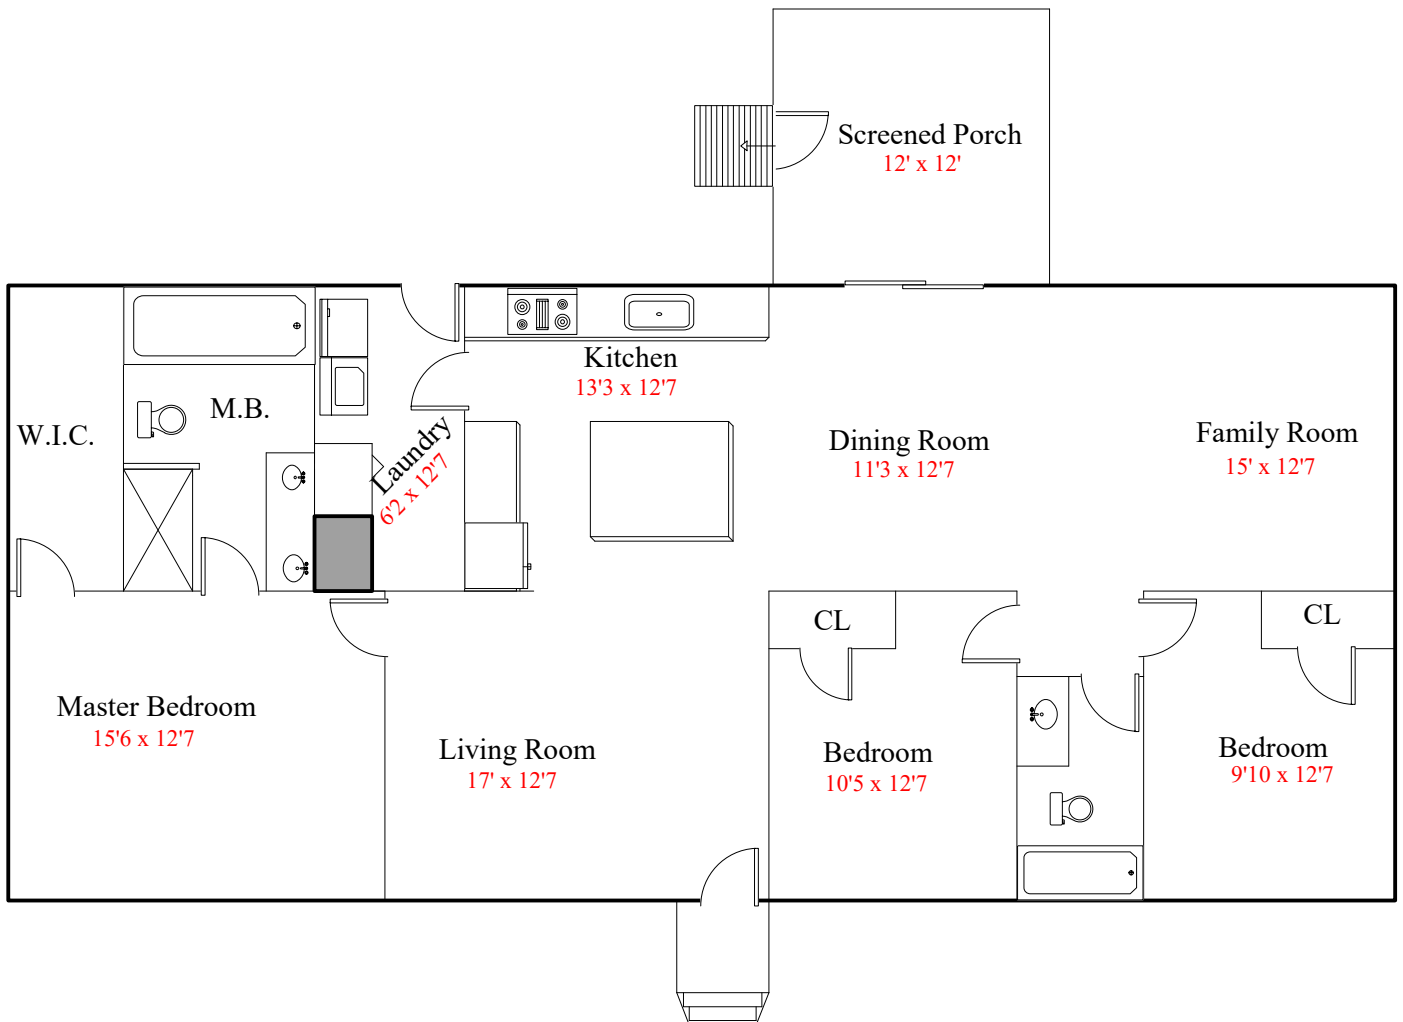 Screened Porch
12' x 12'
Kitchen
13'3 x 12'7
W.I.C.
M.B.
Laundry
6'2 x 12'7
Dining Room
11'3 x 12'7
Family Room
15' x 12'7
CL
CL
Master Bedroom
15'6 x 12'7
Living Room
17' x 12'7
Bedroom
10'5 x 12'7
Bedroom
9'10 x 12'7